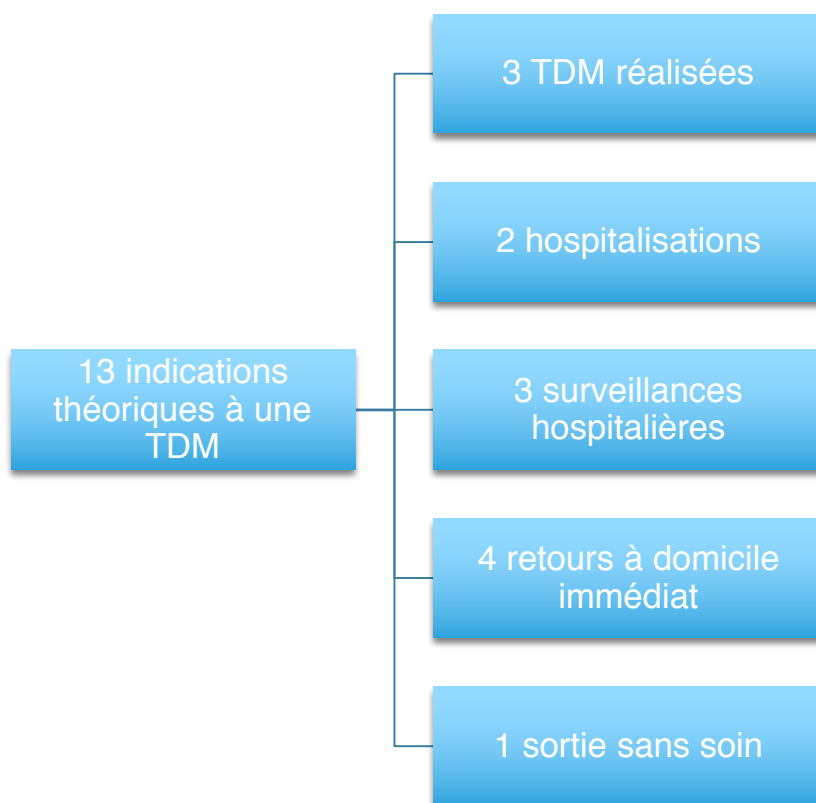 3 TDM réalisées
2 hospitalisations
13 indications
théoriques à une
TDM
3 surveillances
hospitalières
4 retours à domicile
immédiat
1 sortie sans soin